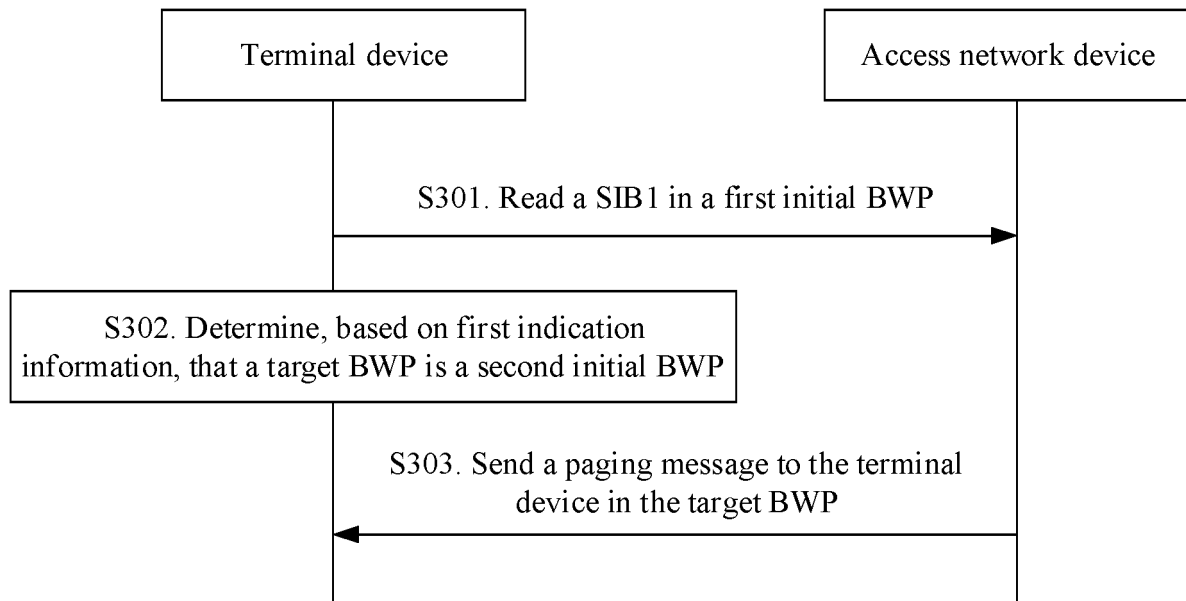 Terminal device
Access network device
S301. Read a SIB1 in a first initial BWP
S302. Determine, based on first indication
information, that a target BWP is a second initial BWP
S303. Send a paging message to the terminal
device in the target BWP